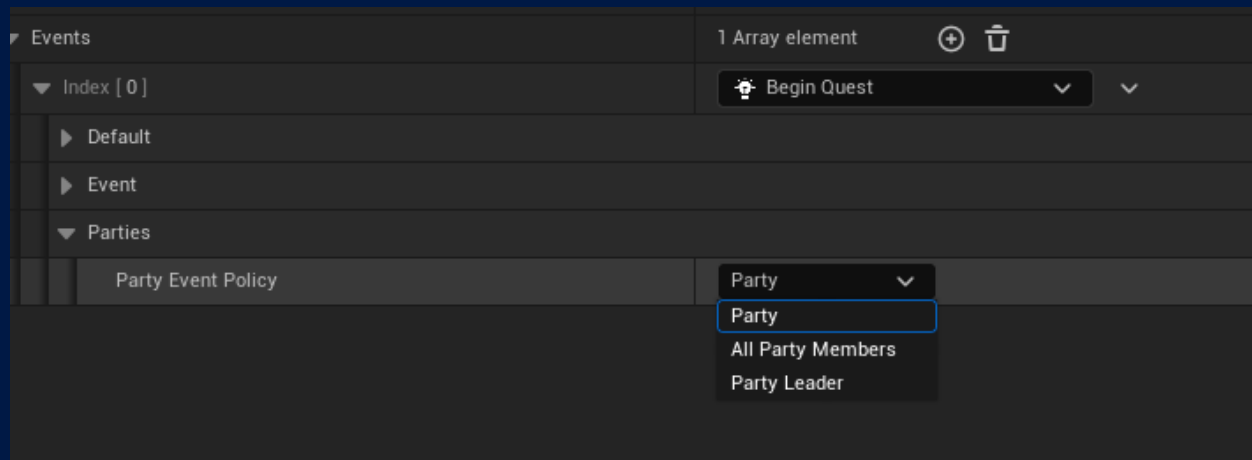 Events 1 Array element
Index [ 0 ] Begin Quest
Default
Event
Parties
Party Event Policy Party
Party
All Party Members
Party Leader